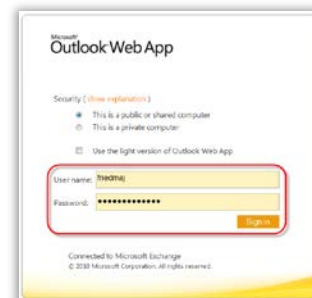 Microsoft
Outlook Web App
Security ( show explanation )
This is a public or shared computer
This is a private computer
Use the light version of Outlook Web App
User name: friedmaj
Password: •••••••••••••
Sign in
Connected to Microsoft Exchange
© 2010 Microsoft Corporation. All rights reserved.